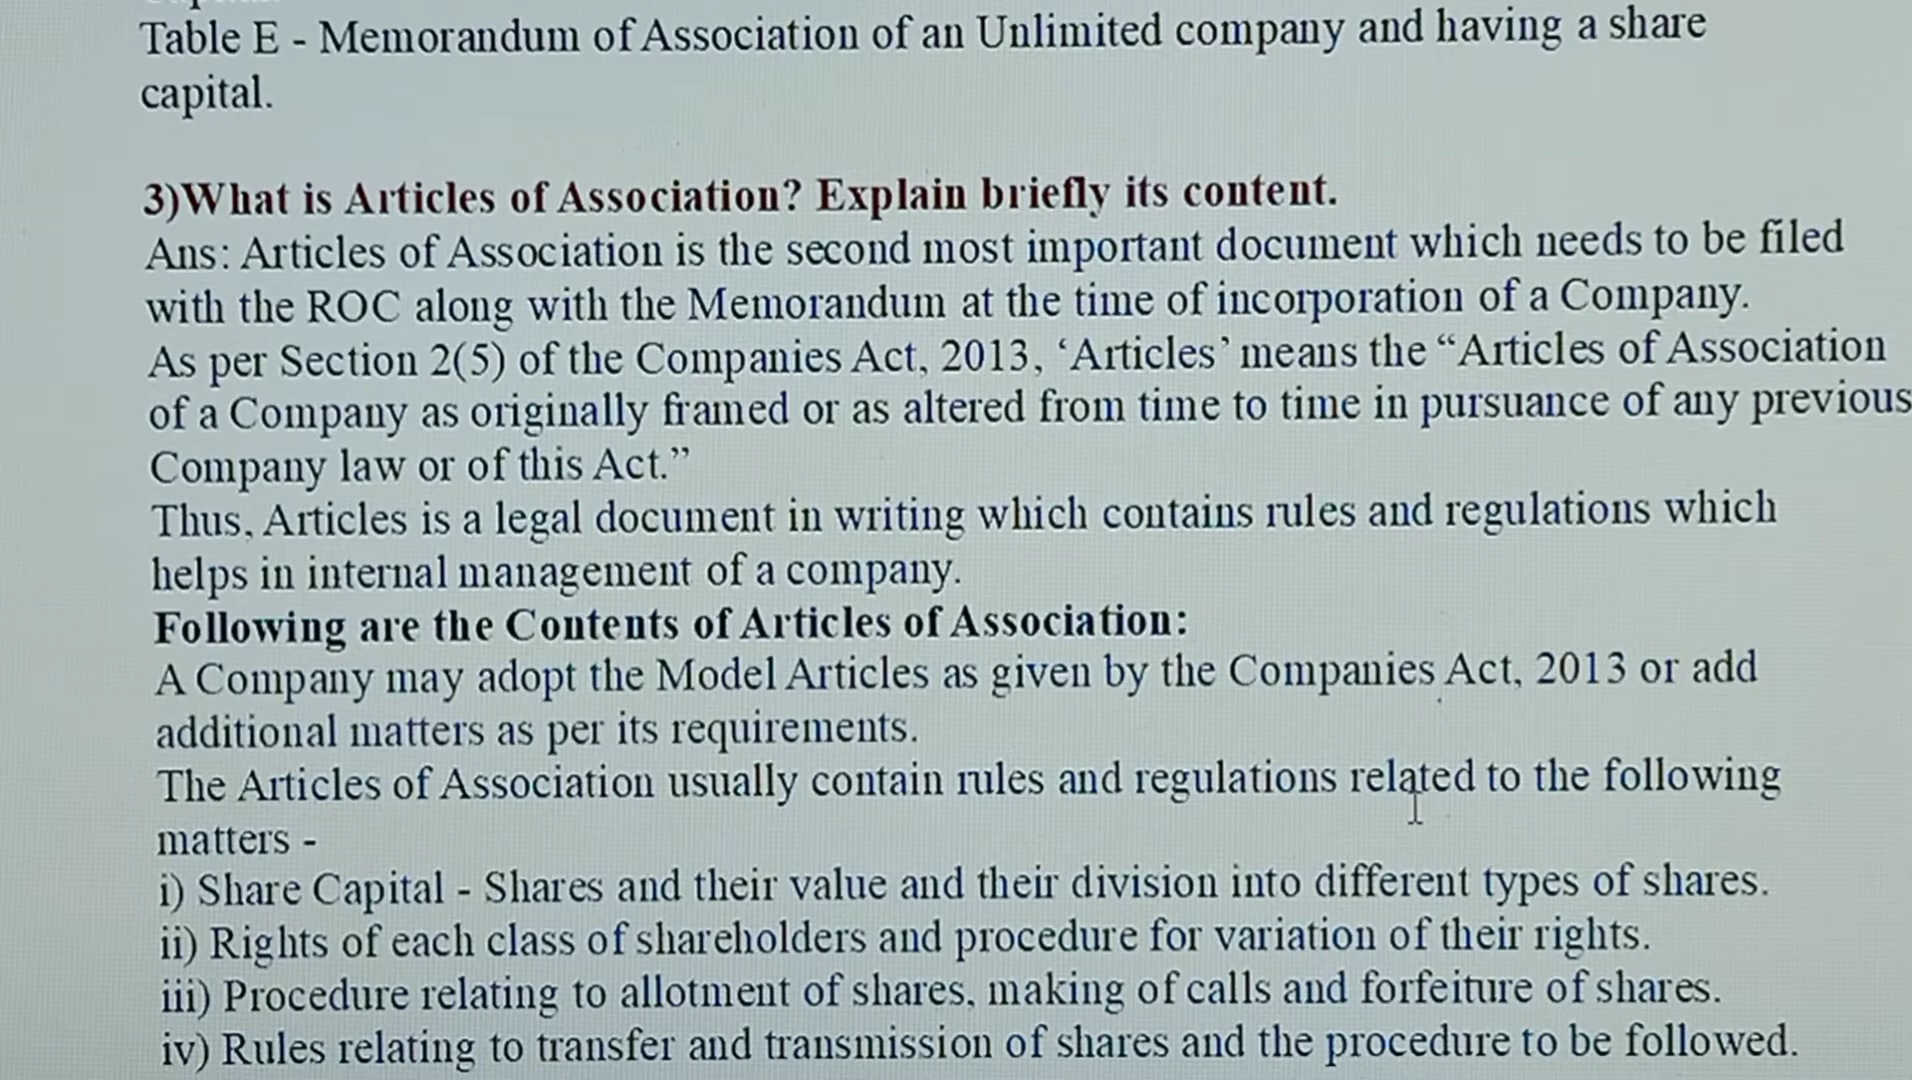 Table E - Memorandum of Association of an Unlimited company and having a share
capital.
3)What is Articles of Association? Explain briefly its content.
Ans: Articles of Association is the second most important document which needs to be filed
with the ROC along with the Memorandum at the time of incorporation of a Company.
As per Section 2(5) of the Companies Act, 2013, ‘Articles’ means the “Articles of Association
of a Company as originally framed or as altered from time to time in pursuance of any previous
Company law or of this Act.”
Thus, Articles is a legal document in writing which contains rules and regulations which
helps in internal management of a company.
Following are the Contents of Articles of Association:
A Company may adopt the Model Articles as given by the Companies Act, 2013 or add
additional matters as per its requirements.
The Articles of Association usually contain rules and regulations related to the following
matters -
i) Share Capital - Shares and their value and their division into different types of shares.
ii) Rights of each class of shareholders and procedure for variation of their rights.
iii) Procedure relating to allotment of shares, making of calls and forfeiture of shares.
iv) Rules relating to transfer and transmission of shares and the procedure to be followed.